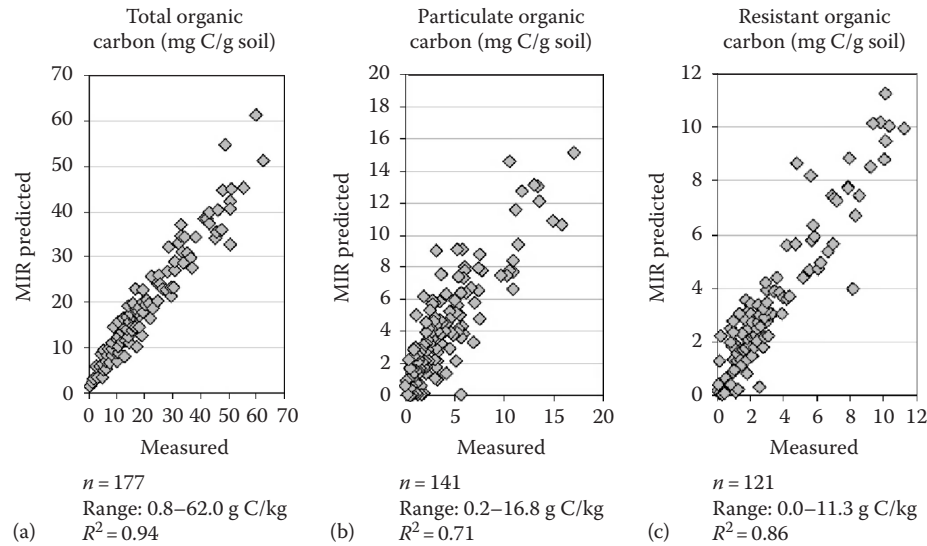 Total organic
carbon (mg C/g soil)
70
60
50
40
30
20
10
0
MIR predicted
0 10 20 30 40 50 60 70
Measured
n = 177
Range: 0.8–62.0 g C/kg
(a) R² = 0.94
Particulate organic
carbon (mg C/g soil)
20
18
16
14
12
10
8
6
4
2
0
MIR predicted
0 5 10 15 20
Measured
n = 141
Range: 0.2–16.8 g C/kg
(b) R² = 0.71
Resistant organic
carbon (mg C/g soil)
12
10
8
6
4
2
0
MIR predicted
0 2 4 6 8 10 12
Measured
n = 121
Range: 0.0–11.3 g C/kg
(c) R² = 0.86